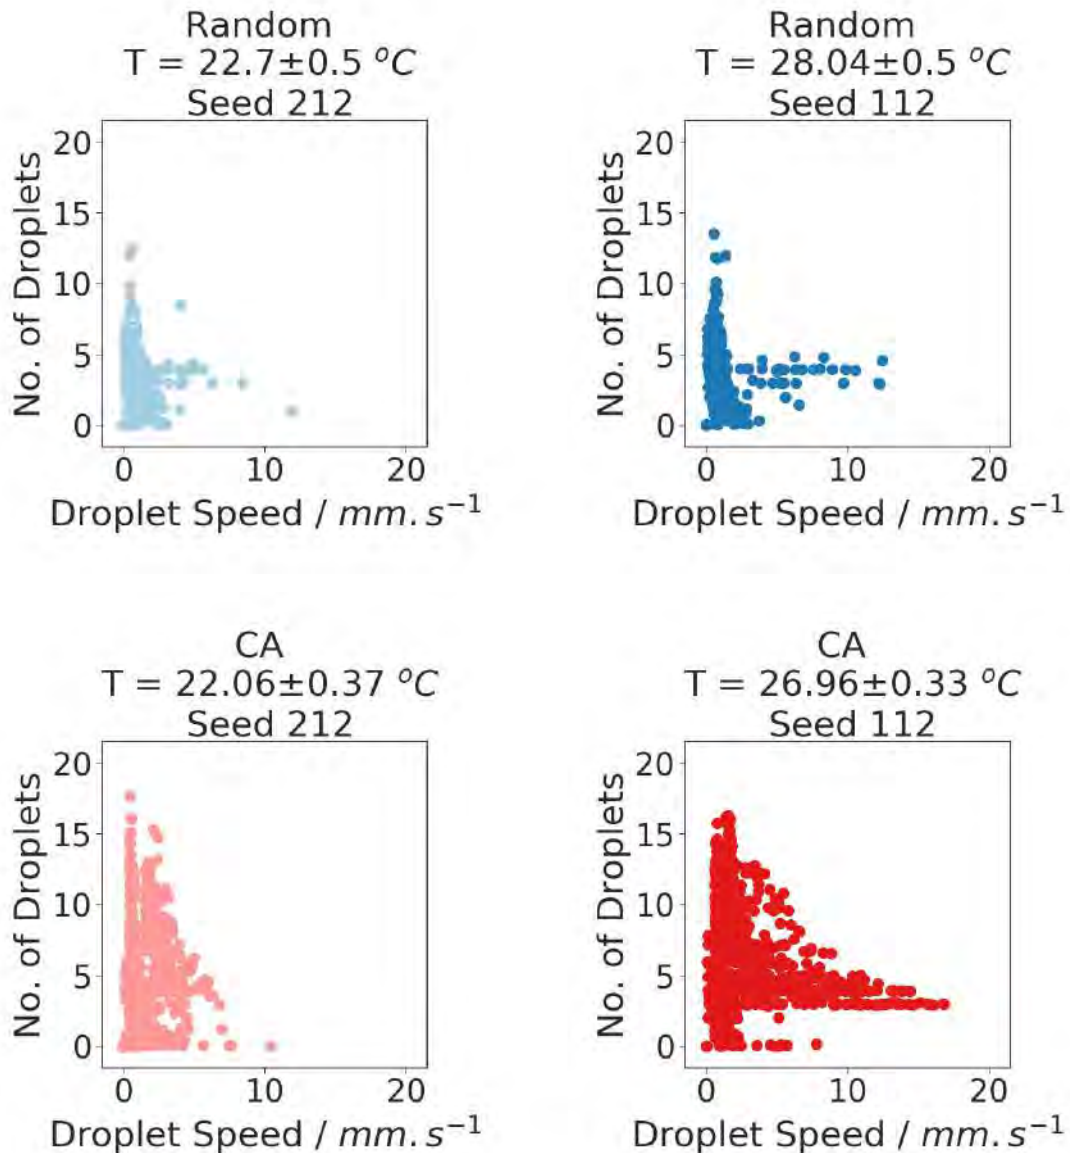 Random
T = 22.7±0.5 °C
Seed 212
No. of Droplets
20
15
10
5
0
0 10 20
Droplet Speed / mm.s⁻¹
Random
T = 28.04±0.5 °C
Seed 112
No. of Droplets
20
15
10
5
0
0 10 20
Droplet Speed / mm.s⁻¹
CA
T = 22.06±0.37 °C
Seed 212
No. of Droplets
20
15
10
5
0
0 10 20
Droplet Speed / mm.s⁻¹
CA
T = 26.96±0.33 °C
Seed 112
No. of Droplets
20
15
10
5
0
0 10 20
Droplet Speed / mm.s⁻¹